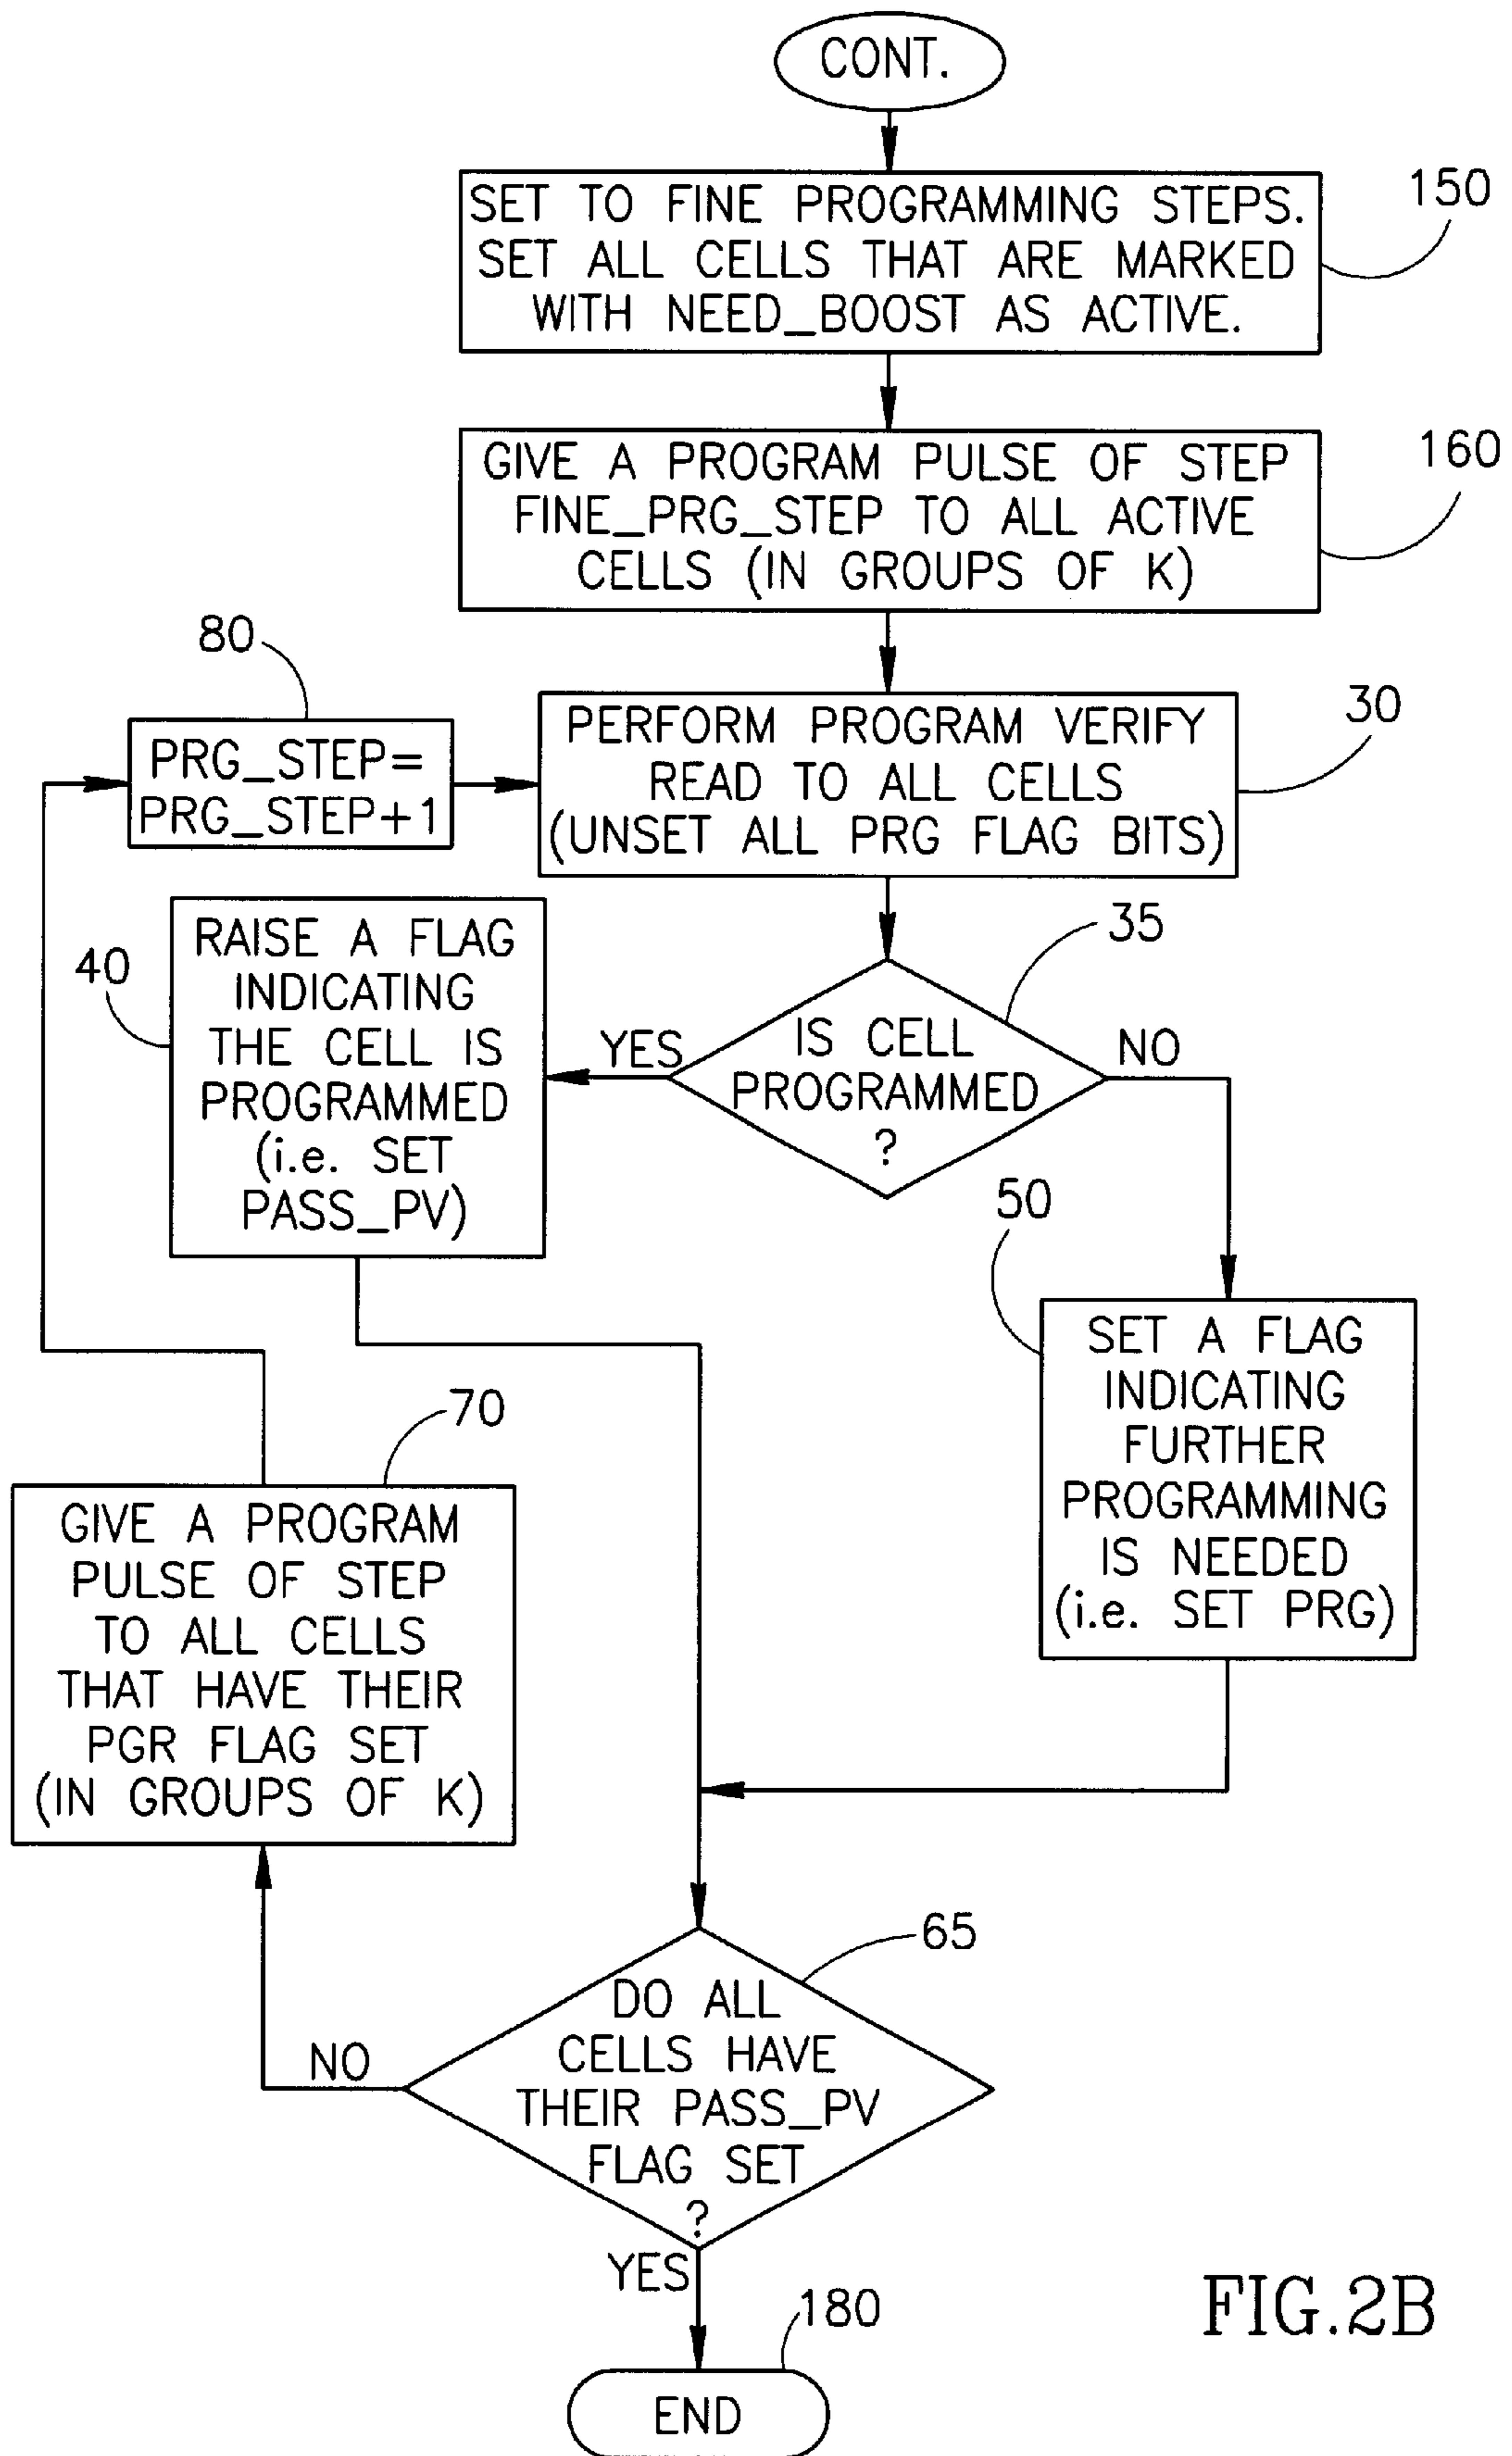 CONT.
SET TO FINE PROGRAMMING STEPS.
SET ALL CELLS THAT ARE MARKED
WITH NEED_BOOST AS ACTIVE.
150
GIVE A PROGRAM PULSE OF STEP
FINE_PRG_STEP TO ALL ACTIVE
CELLS (IN GROUPS OF K)
160
80
PRG_STEP=
PRG_STEP+1
PERFORM PROGRAM VERIFY
READ TO ALL CELLS
(UNSET ALL PRG FLAG BITS)
30
35
IS CELL
PROGRAMMED
?
YES
NO
40
RAISE A FLAG
INDICATING
THE CELL IS
PROGRAMMED
(i.e. SET
PASS_PV)
50
SET A FLAG
INDICATING
FURTHER
PROGRAMMING
IS NEEDED
(i.e. SET PRG)
70
GIVE A PROGRAM
PULSE OF STEP
TO ALL CELLS
THAT HAVE THEIR
PGR FLAG SET
(IN GROUPS OF K)
65
DO ALL
CELLS HAVE
THEIR PASS_PV
FLAG SET
?
NO
YES
180
END
FIG.2B